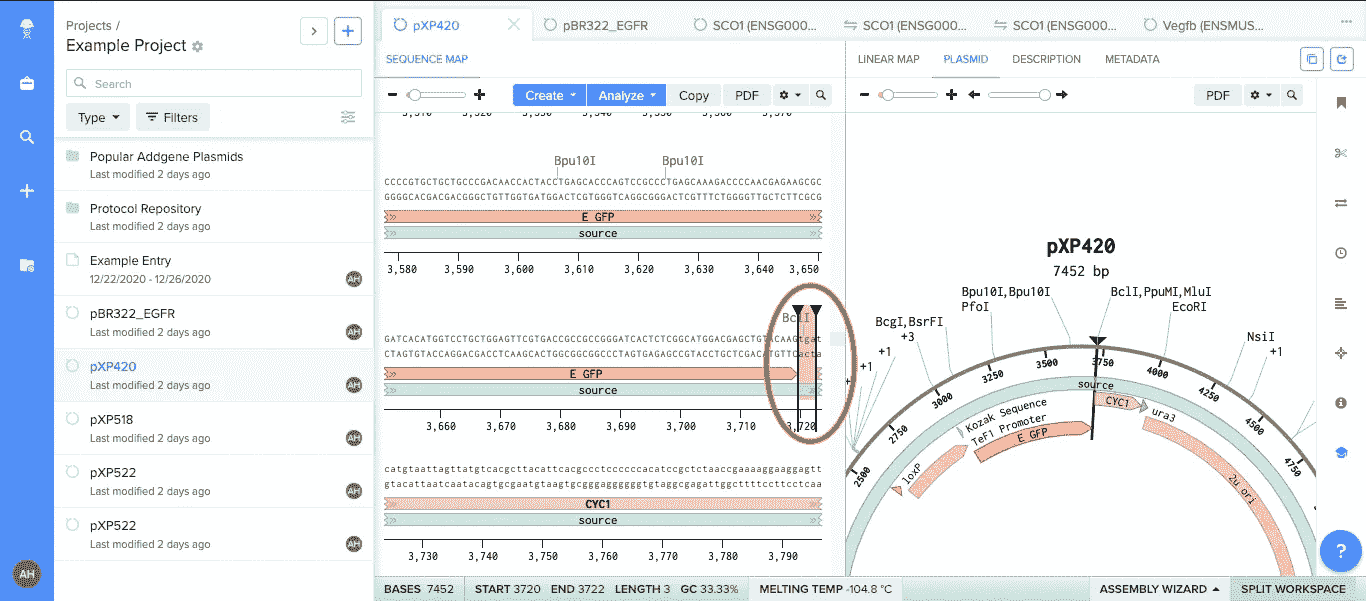 Projects /
Example Project
Search
Type
Filters
Popular Addgene Plasmids
Last modified 2 days ago
Protocol Repository
Last modified 2 days ago
Example Entry
12/22/2020 - 12/26/2020
AH
pBR322_EGFR
Last modified 2 days ago
AH
pXP420
Last modified 2 days ago
AH
pXP518
Last modified 2 days ago
AH
pXP522
Last modified 2 days ago
AH
pXP522
Last modified 2 days ago
AH
AH
pXP420
pBR322_EGFR
SCO1 (ENSG000...
SCO1 (ENSG000...
SCO1 (ENSG000...
Vegfb (ENSMUS...
SEQUENCE MAP
Create
Analyze
Copy
PDF
Bpu10I Bpu10I
CCCCGTGCTGCTGCCCGACAACCACTACCTGAGCACCCAGTCCGCCCTGAGCAAAGACCCCAACGAGAAGCGC
GGGGCACGACGACGGGCTGTTGGTGATGGACTCGTGGGTCAGGCGGGACTCGTTTCTGGGGTTGCTCTTCGCG
E GFP
source
3,580 3,590 3,600 3,610 3,620 3,630 3,640 3,650
BclI
GATCACATGGTCCTGCTGGAGTTCGTGACCGCCGCCGGGATCACTCTCGGCATGGACGAGCTGTACAAGtgat
CTAGTGTACCAGGACGACCTCAAGCACTGGCGGCGGCCCTAGTGAGAGCCGTACCTGCTCGACATGTTCacta
E GFP
source
3,660 3,670 3,680 3,690 3,700 3,710 3,720
catgtaattagttatgtcacgcttacattcacgccctccccccacatccgctctaaccgaaaaggaaggagtt
gtacattaatcaatacagtgcgaatgtaagtgcgggaggggggtgtaggcgagattggcttttccttcctcaa
CYC1
source
3,730 3,740 3,750 3,760 3,770 3,780 3,790
LINEAR MAP
PLASMID
DESCRIPTION
METADATA
PDF
pXP420
7452 bp
Bpu10I,Bpu10I
PfoI
BclI,PpuMI,MluI
EcoRI
BcgI,BsrFI
+3
+1
+1
NsiI
+1
2500
2750
3000
3250
3500
3750
4000
4250
4500
4750
source
loxP
Kozak Sequence
TeF1 Promoter
E GFP
CYC1
ura3
2u ori
?
BASES 7452
START 3720 END 3722 LENGTH 3 GC 33.33%
MELTING TEMP -104.8 °C
ASSEMBLY WIZARD
SPLIT WORKSPACE